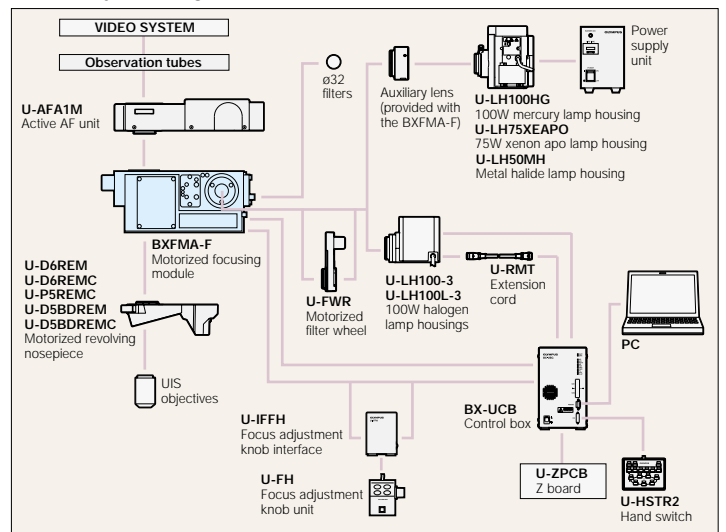 VIDEO SYSTEM
Observation tubes
U-AFA1M
Active AF unit
ø32
filters
Auxiliary lens
(provided with
the BXFMA-F)
OLYMPUS
Power
supply
unit
U-LH100HG
100W mercury lamp housing
U-LH75XEAPO
75W xenon apo lamp housing
U-LH50MH
Metal halide lamp housing
BXFMA-F
Motorized focusing
module
U-D6REM
U-D6REMC
U-P5REMC
U-D5BDREM
U-D5BDREMC
Motorized revolving
nosepiece
UIS
objectives
U-FWR
Motorized
filter wheel
U-LH100-3
U-LH100L-3
100W halogen
lamp housings
U-RMT
Extension
cord
PC
U-IFFH
Focus adjustment
knob interface
U-FH
Focus adjustment
knob unit
OLYMPUS
BX-UCB
Control box
U-ZPCB
Z board
U-HSTR2
Hand switch